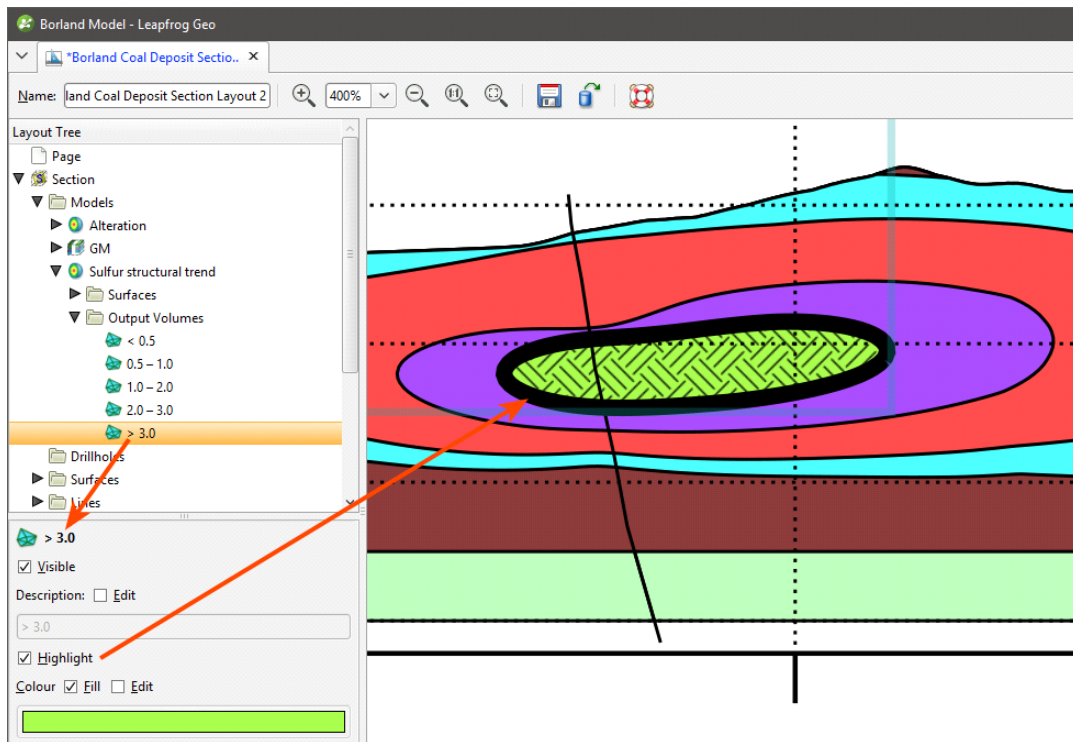 Borland Model - Leapfrog Geo
*Borland Coal Deposit Sectio..
Name: land Coal Deposit Section Layout 2 400% 1:1
Layout Tree
Page
Section
Models
Alteration
GM
Sulfur structural trend
Surfaces
Output Volumes
< 0.5
0.5 – 1.0
1.0 – 2.0
2.0 – 3.0
> 3.0
Drillholes
Surfaces
Lines
> 3.0
Visible
Description: Edit
> 3.0
Highlight
Colour Fill Edit